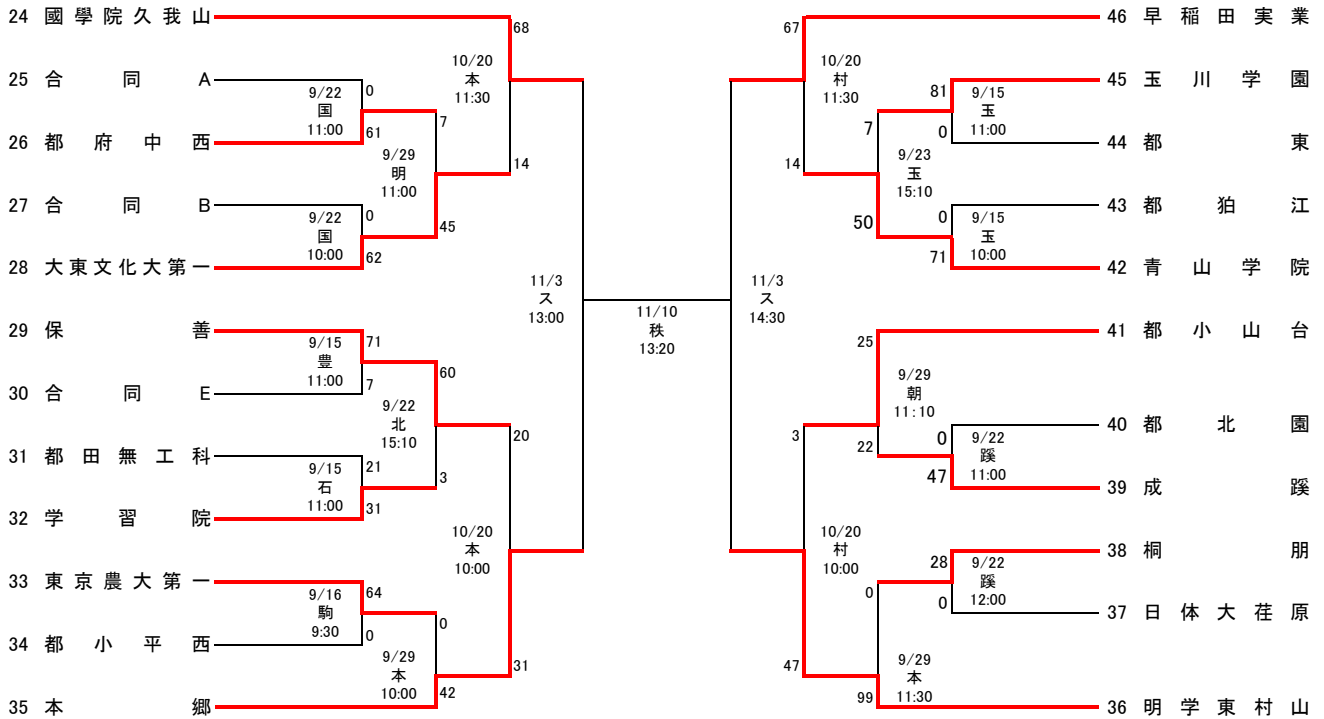 24 國學院久我山
25 合同A
26 都府中西
27 合同B
28 大東文化大第一
29 保善
30 合同E
31 都田無工科
32 学習院
33 東京農大第一
34 都小平西
35 本郷
9/22
国
11:00
0
61
9/22
国
10:00
0
62
9/15
豊
11:00
71
7
9/15
石
11:00
21
31
9/16
駒
9:30
64
0
9/29
明
11:00
7
45
9/22
北
15:10
60
3
9/29
本
10:00
0
42
10/20
本
11:30
68
14
10/20
本
10:00
20
31
11/3
ス
13:00
11/10
秩
13:20
11/3
ス
14:30
10/20
村
11:30
67
14
10/20
村
10:00
3
47
9/23
玉
15:10
7
50
9/29
朝
11:10
25
22
9/29
本
11:30
0
99
9/15
玉
11:00
81
0
9/15
玉
10:00
0
71
9/22
蹊
11:00
0
47
9/22
蹊
12:00
28
0
46 早稲田実業
45 玉川学園
44 都東
43 都狛江
42 青山学院
41 都小山台
40 都北園
39 成蹊
38 桐朋
37 日体大荏原
36 明学東村山